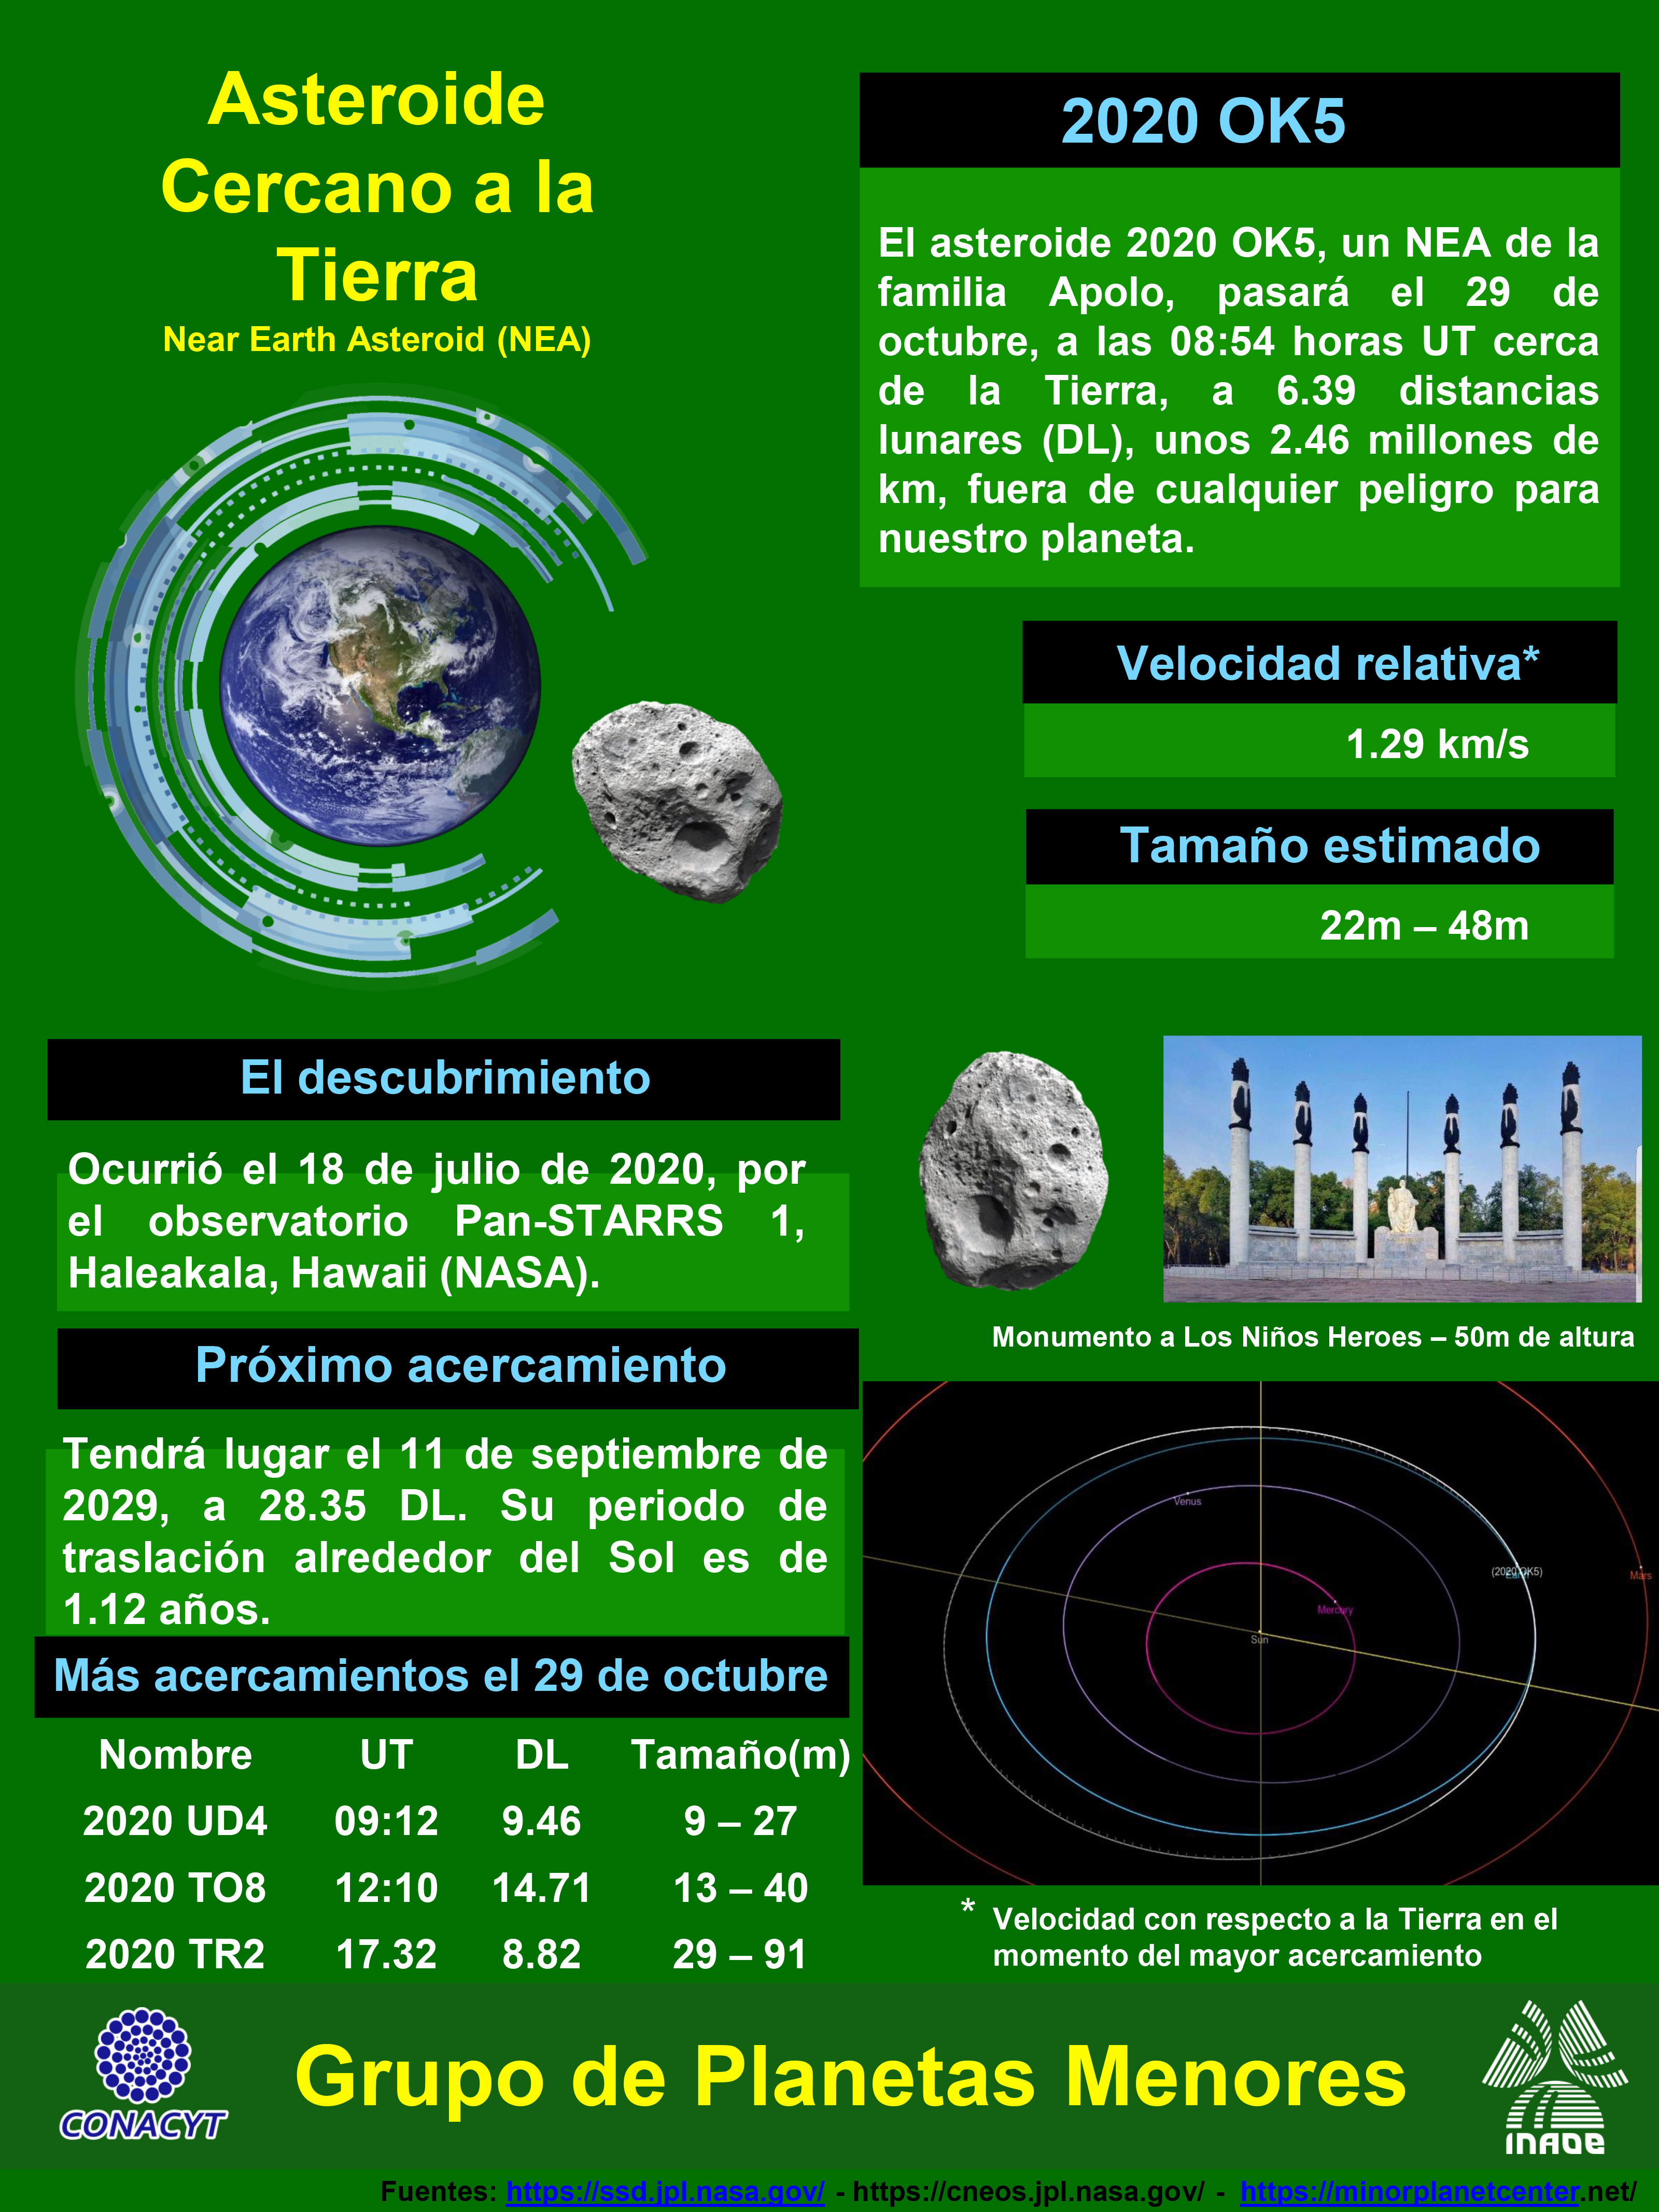 Asteroide
Cercano a la
Tierra
Near Earth Asteroid (NEA)
2020 OK5
El asteroide 2020 OK5, un NEA de la
familia Apolo, pasará el 29 de
octubre, a las 08:54 horas UT cerca
de la Tierra, a 6.39 distancias
lunares (DL), unos 2.46 millones de
km, fuera de cualquier peligro para
nuestro planeta.
Velocidad relativa*
1.29 km/s
Tamaño estimado
22m – 48m
El descubrimiento
Ocurrió el 18 de julio de 2020, por
el observatorio Pan-STARRS 1,
Haleakala, Hawaii (NASA).
Monumento a Los Niños Heroes – 50m de altura
Próximo acercamiento
Tendrá lugar el 11 de septiembre de
2029, a 28.35 DL. Su periodo de
traslación alrededor del Sol es de
1.12 años.
Venus
(2020 OK5)
Earth
Mars
Mercury
Sun
Más acercamientos el 29 de octubre
Nombre UT DL Tamaño(m)
2020 UD4 09:12 9.46 9 – 27
2020 TO8 12:10 14.71 13 – 40
2020 TR2 17.32 8.82 29 – 91
* Velocidad con respecto a la Tierra en el
momento del mayor acercamiento
CONACYT
Grupo de Planetas Menores
INAOE
Fuentes: https://ssd.jpl.nasa.gov/ - https://cneos.jpl.nasa.gov/ - https://minorplanetcenter.net/